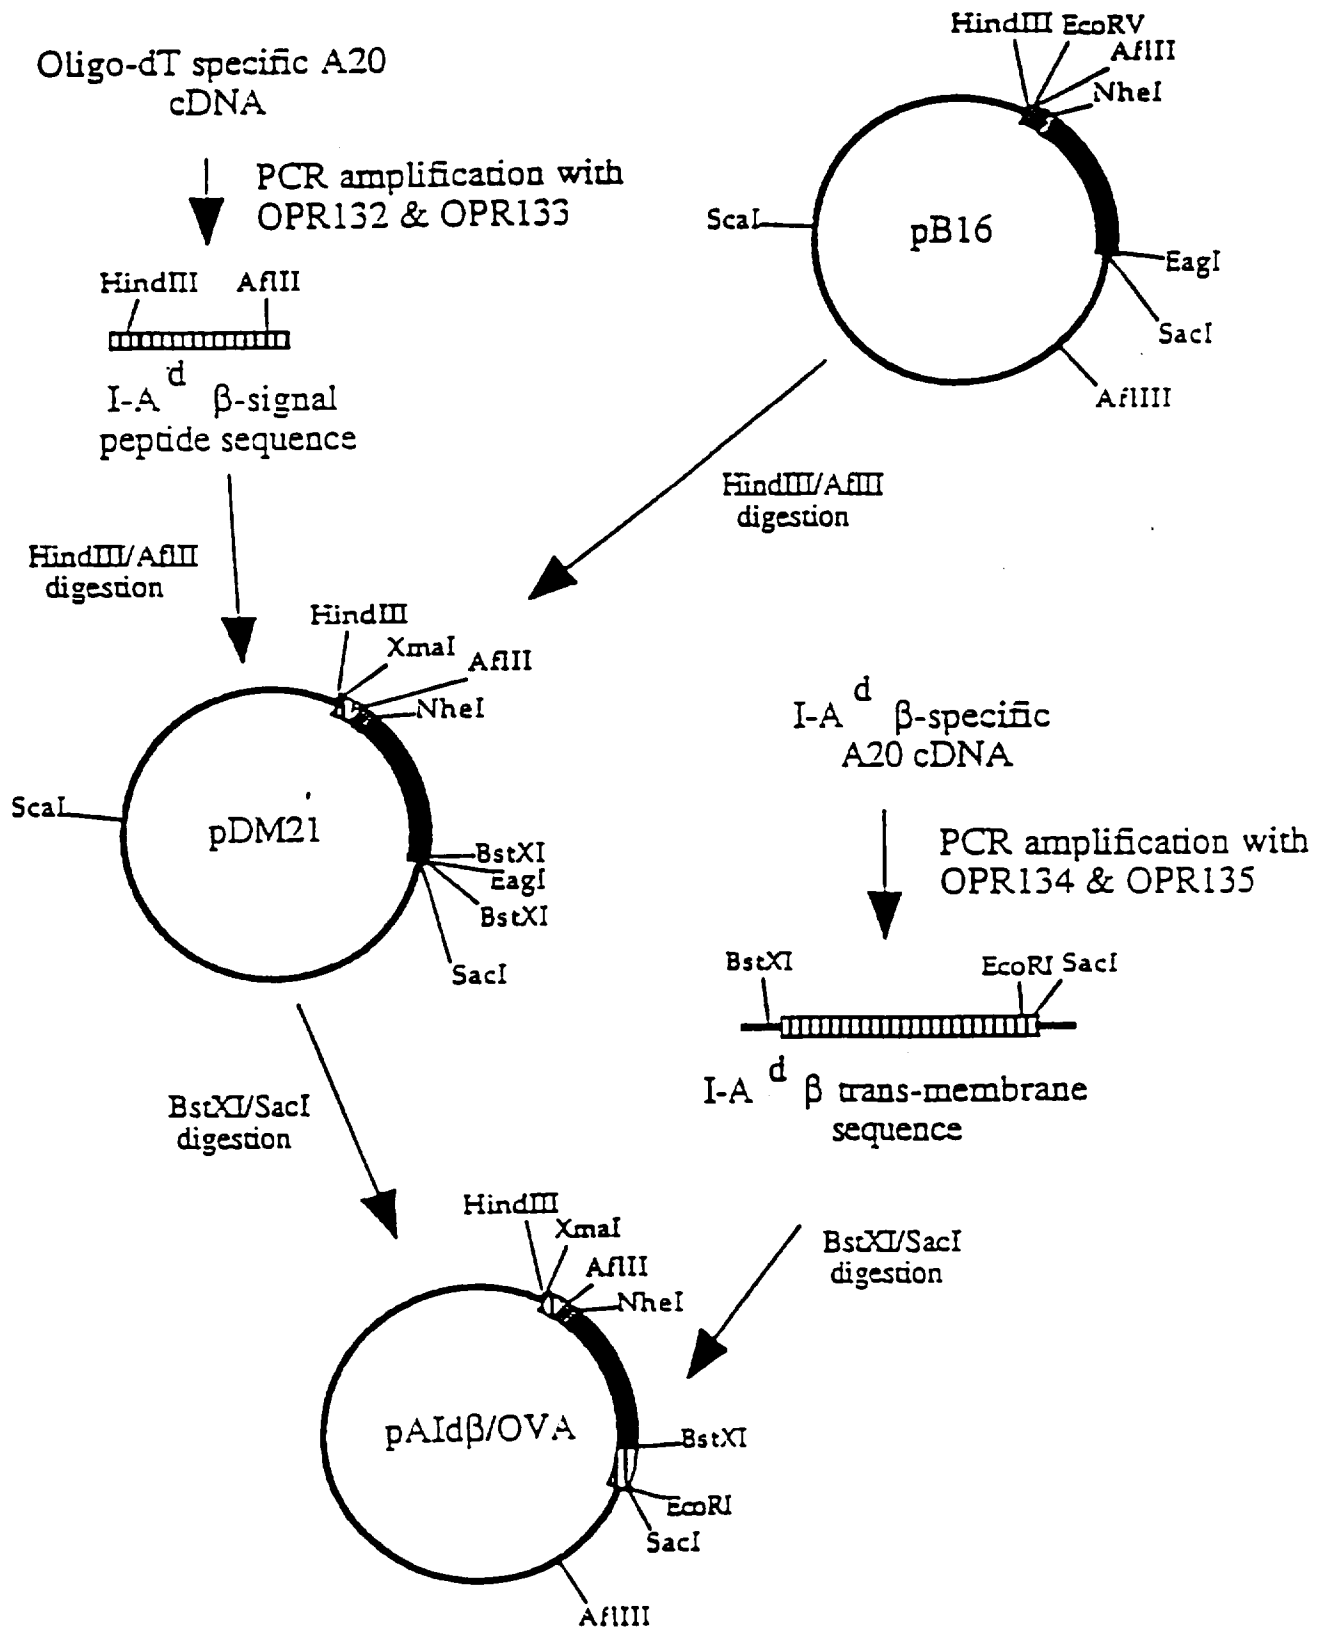 Oligo-dT specific A20
cDNA
PCR amplification with
OPR132 & OPR133
HindIII AflII
I-A d β-signal
peptide sequence
HindIII/AflII
digestion
HindIII EcoRV
AflII
NheI
ScaI
pB16
EagI
SacI
AflIII
HindIII/AflII
digestion
HindIII
XmaI
AflII
NheI
ScaI
pDM21
BstXI
EagI
BstXI
SacI
I-A d β-specific
A20 cDNA
PCR amplification with
OPR134 & OPR135
BstXI
EcoRI SacI
I-A d β trans-membrane
sequence
BstXI/SacI
digestion
BstXI/SacI
digestion
HindIII
XmaI
AflII
NheI
pAIdβ/OVA
BstXI
EcoRI
SacI
AflIII